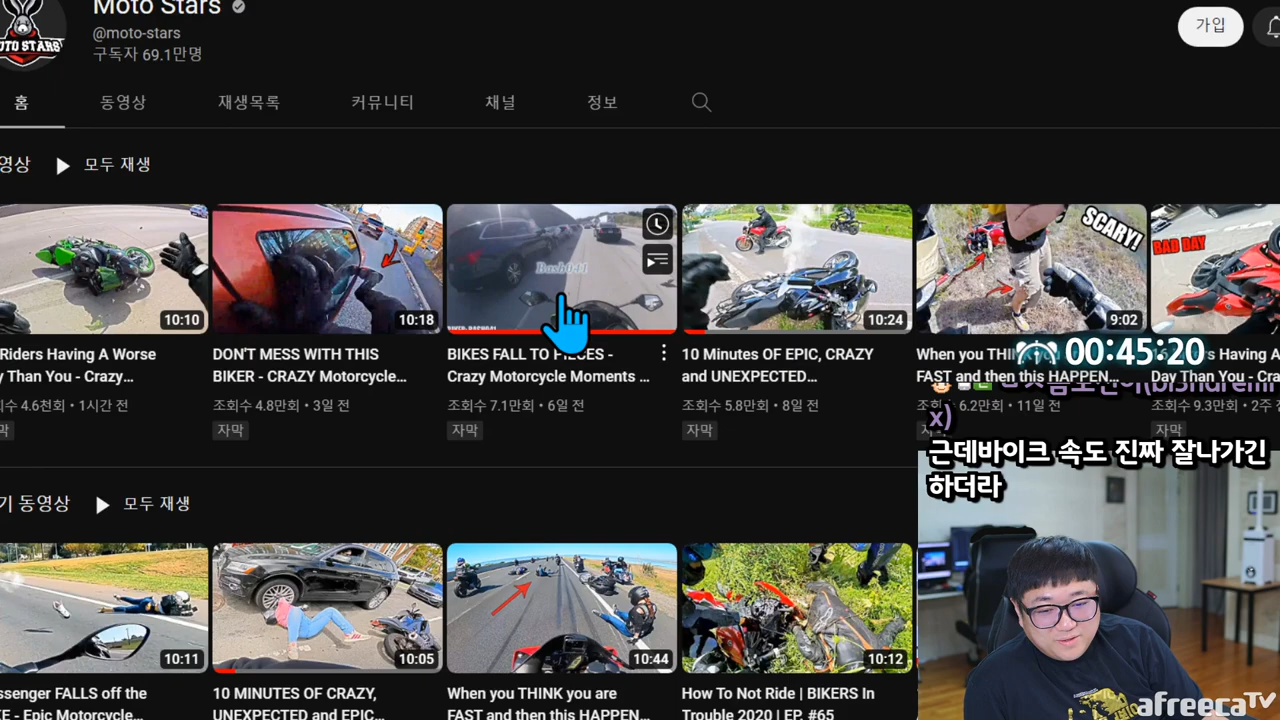 Moto Stars
@moto-stars
구독자 69.1만명
가입
홈
동영상
재생목록
커뮤니티
채널
정보
영상
모두 재생
10:10
10:18
Bash041
SCARY!
10:24
9:02
BAD DAY
Riders Having A Worse
Than You - Crazy...
조회수 4.6천회 • 1시간 전
DON'T MESS WITH THIS
BIKER - CRAZY Motorcycle...
조회수 4.8만회 • 3일 전
자막
BIKES FALL TO PIECES -
Crazy Motorcycle Moments ...
조회수 7.1만회 • 6일 전
자막
10 Minutes OF EPIC, CRAZY
and UNEXPECTED...
조회수 5.8만회 • 8일 전
자막
When you
FAST and then this HAPPEN...
6.2만회 • 11일 전
Having A
Day Than You - Cra
조회수 9.3만회 • 2주
자막
00:45:20
x)
근데바이크 속도 진짜 잘나가긴
하더라
기 동영상
모두 재생
10:11
10:05
10:44
10:12
FALLS off the
- Epic Motorcycle...
10 MINUTES OF CRAZY,
UNEXPECTED and EPIC...
When you THINK you are
FAST and then this HAPPEN...
How To Not Ride | BIKERS In
Trouble 2020 | EP. #65
afreecaTV